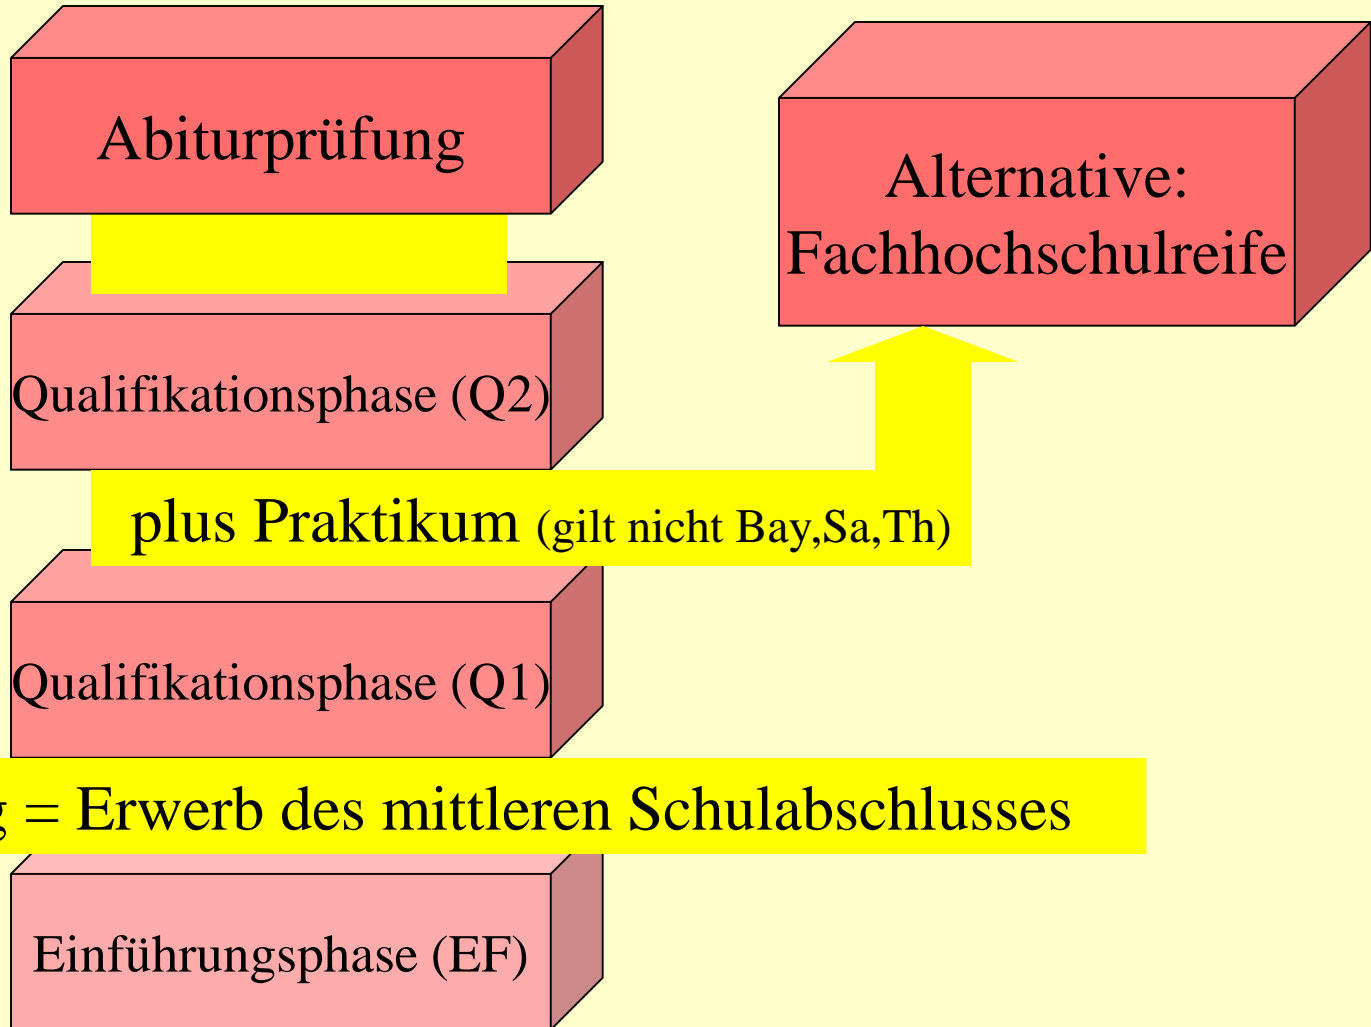 Abiturprüfung
Alternative:
Fachhochschulreife
Qualifikationsphase (Q2)
plus Praktikum (gilt nicht Bay,Sa,Th)
Qualifikationsphase (Q1)
g = Erwerb des mittleren Schulabschlusses
Einführungsphase (EF)